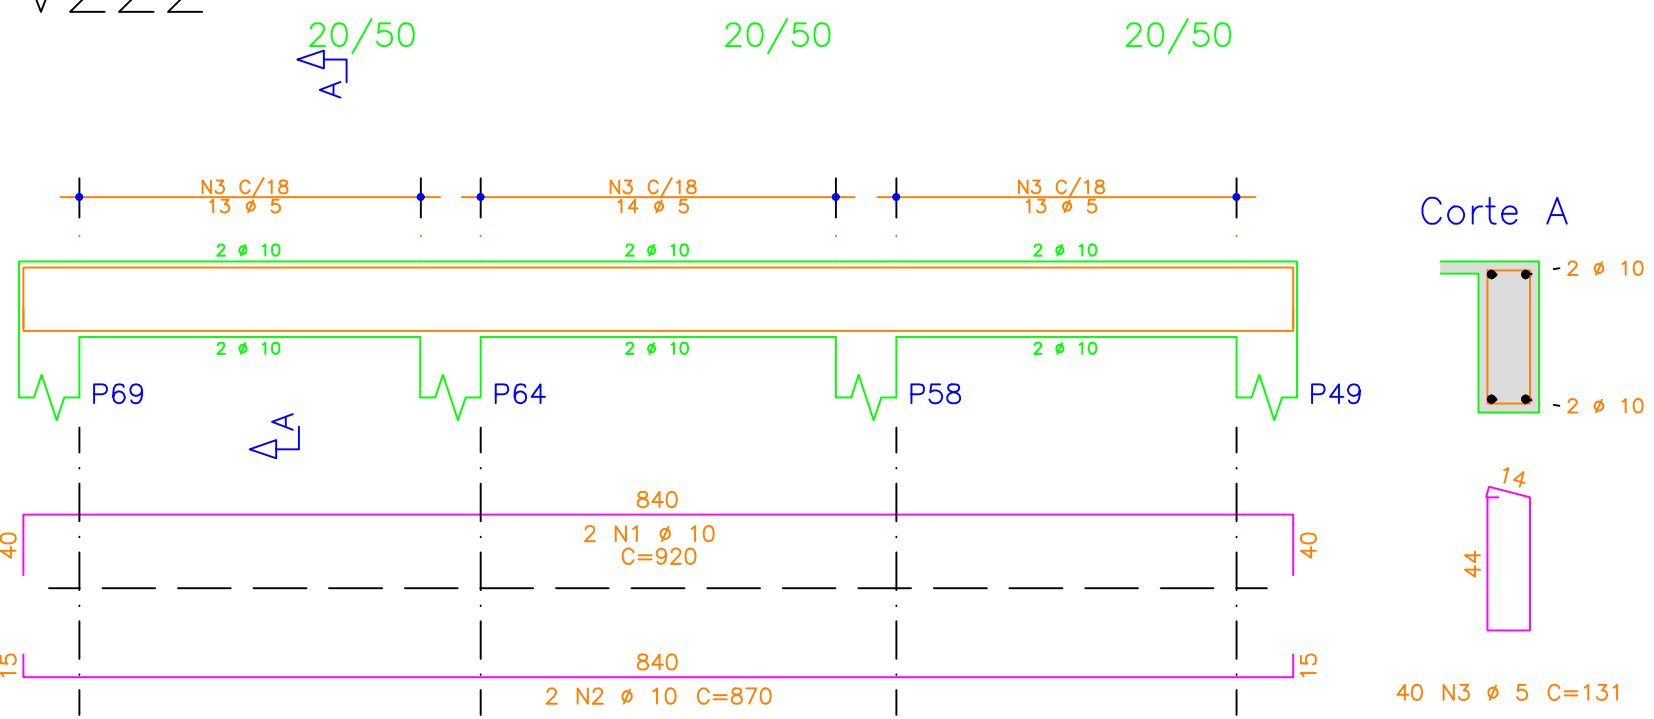 V222
20/50 20/50 20/50
A
N3 C/18 N3 C/18 N3 C/18
13 ø 5 14 ø 5 13 ø 5
Corte A
2 ø 10 2 ø 10 2 ø 10
2 ø 10
2 ø 10 2 ø 10 2 ø 10
P69 P64 P58 P49
2 ø 10
A
14
840
40 2 N1 ø 10 40
C=920
44
15 840 15
2 N2 ø 10 C=870
40 N3 ø 5 C=131